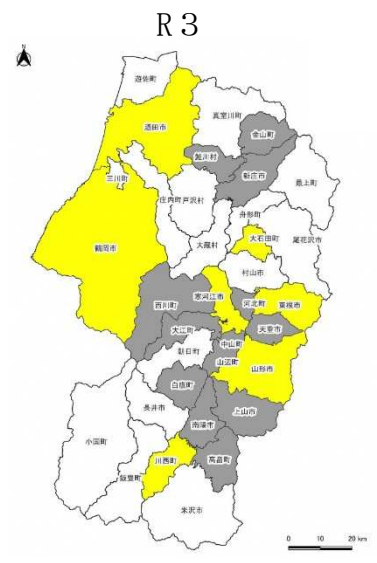 R3
遊佐町
真室川町
酒田市
金山町
鮭川村
新庄市
最上町
三川町
庄内町
戸沢村
舟形町
鶴岡市
大石田町
尾花沢市
大蔵村
村山市
西川町
寒河江市
河北町
東根市
大江町
天童市
中山町
朝日町
山辺町
山形市
白鷹町
長井市
上山市
南陽市
小国町
川西町
高畠町
飯豊町
米沢市
0 10 20 km